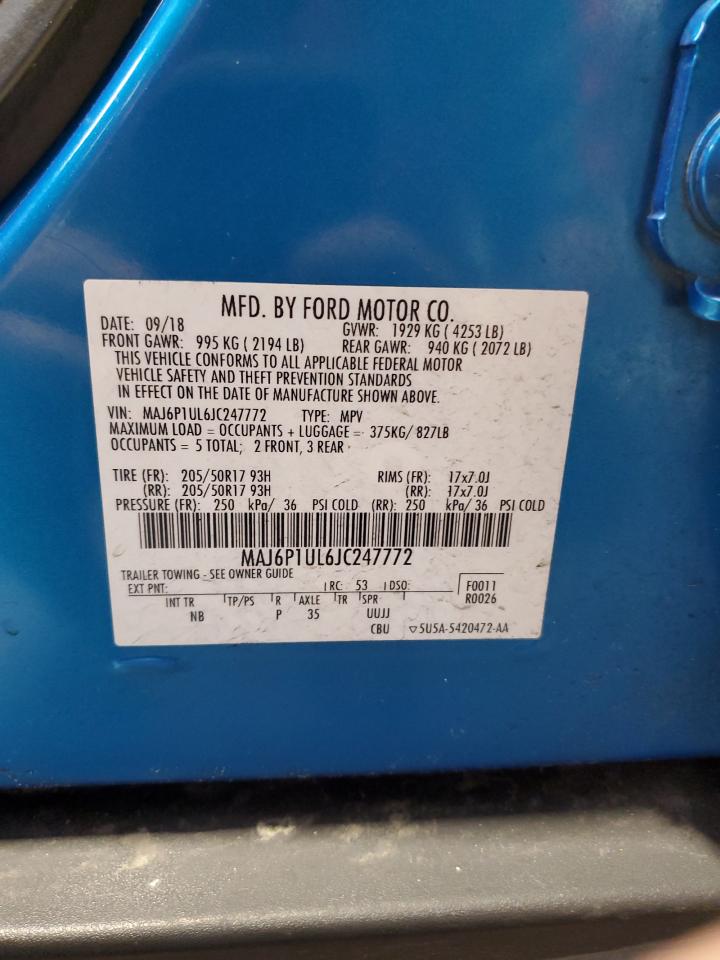 MFD. BY FORD MOTOR CO.
DATE: 09/18 GVWR: 1929 KG ( 4253 LB)
FRONT GAWR: 995 KG ( 2194 LB) REAR GAWR: 940 KG ( 2072 LB)
THIS VEHICLE CONFORMS TO ALL APPLICABLE FEDERAL MOTOR
VEHICLE SAFETY AND THEFT PREVENTION STANDARDS
IN EFFECT ON THE DATE OF MANUFACTURE SHOWN ABOVE.
VIN: MAJ6P1UL6JC247772 TYPE: MPV
MAXIMUM LOAD = OCCUPANTS + LUGGAGE = 375KG/ 827LB
OCCUPANTS = 5 TOTAL; 2 FRONT, 3 REAR
TIRE (FR): 205/50R17 93H RIMS (FR): 17x7.0J
(RR): 205/50R17 93H (RR): 17x7.0J
PRESSURE (FR): 250 kPa/ 36 PSI COLD (RR): 250 kPa/ 36 PSI COLD
MAJ6P1UL6JC247772
TRAILER TOWING - SEE OWNER GUIDE
EXT PNT: RC: 53 DSO: F0011
R0026
INT TR TP/PS R AXLE TR SPR
NB P 35 UUJJ
CBU ▽5U5A-5420472-AA